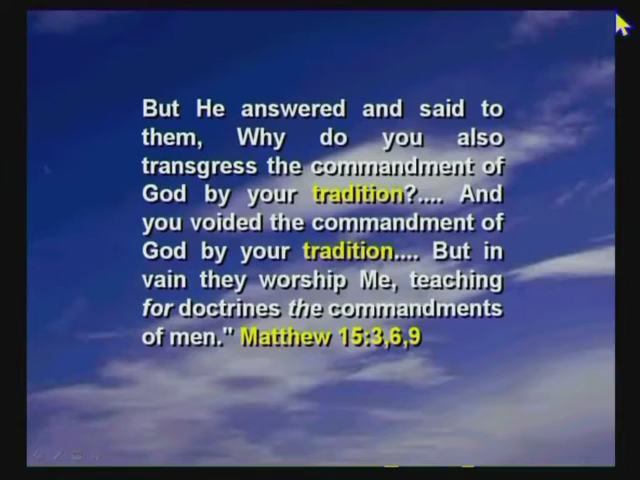 But He answered and said to
them, Why do you also
transgress the commandment of
God by your tradition?.... And
you voided the commandment of
God by your tradition.... But in
vain they worship Me, teaching
for doctrines the commandments
of men." Matthew 15:3,6,9